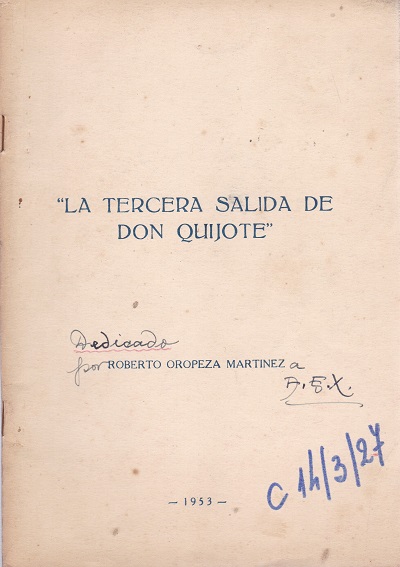 "LA TERCERA SALIDA DE
DON QUIJOTE"
Dedicado
por ROBERTO OROPEZA MARTINEZ a
C 14/3/27
— 1953 —